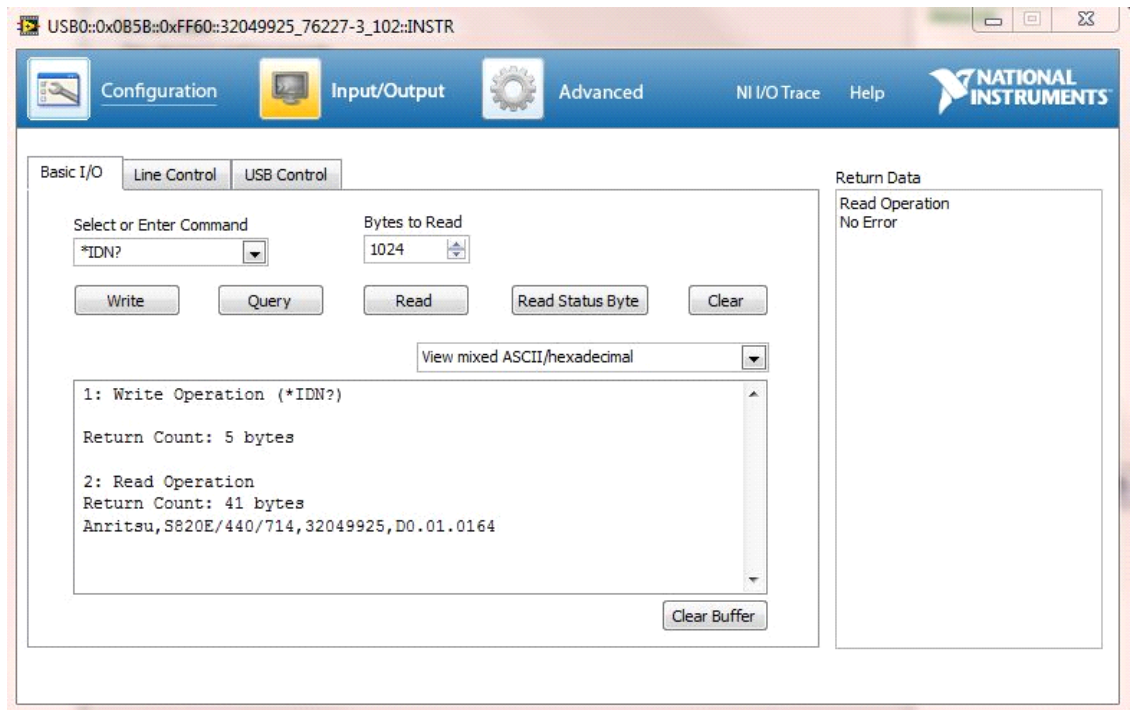 USB0::0x0B5B::0xFF60::32049925_76227-3_102::INSTR
Configuration
Input/Output
Advanced
NI I/O Trace
Help
NATIONAL
INSTRUMENTS
Basic I/O
Line Control
USB Control
Select or Enter Command
Bytes to Read
*IDN?
1024
Write
Query
Read
Read Status Byte
Clear
View mixed ASCII/hexadecimal
1: Write Operation (*IDN?)
Return Count: 5 bytes
2: Read Operation
Return Count: 41 bytes
Anritsu,S820E/440/714,32049925,D0.01.0164
Clear Buffer
Return Data
Read Operation
No Error